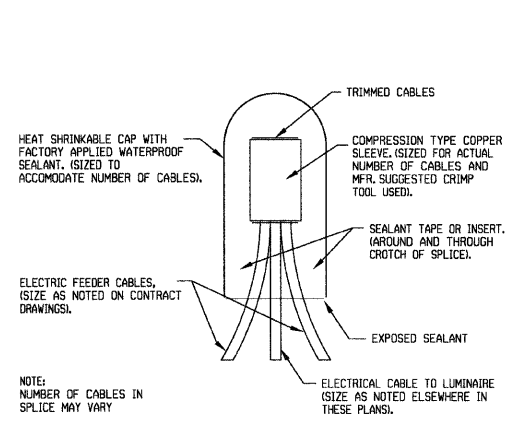 TRIMMED CABLES
HEAT SHRINKABLE CAP WITH
FACTORY APPLIED WATERPROOF
SEALANT. (SIZED TO
ACCOMODATE NUMBER OF CABLES).
COMPRESSION TYPE COPPER
SLEEVE. (SIZED FOR ACTUAL
NUMBER OF CABLES AND
MFR. SUGGESTED CRIMP
TOOL USED).
SEALANT TAPE OR INSERT.
(AROUND AND THROUGH
CROTCH OF SPLICE).
ELECTRIC FEEDER CABLES,
(SIZE AS NOTED ON CONTRACT
DRAWINGS).
EXPOSED SEALANT
NOTE:
NUMBER OF CABLES IN
SPLICE MAY VARY
ELECTRICAL CABLE TO LUMINAIRE
(SIZE AS NOTED ELSEWHERE IN
THESE PLANS).